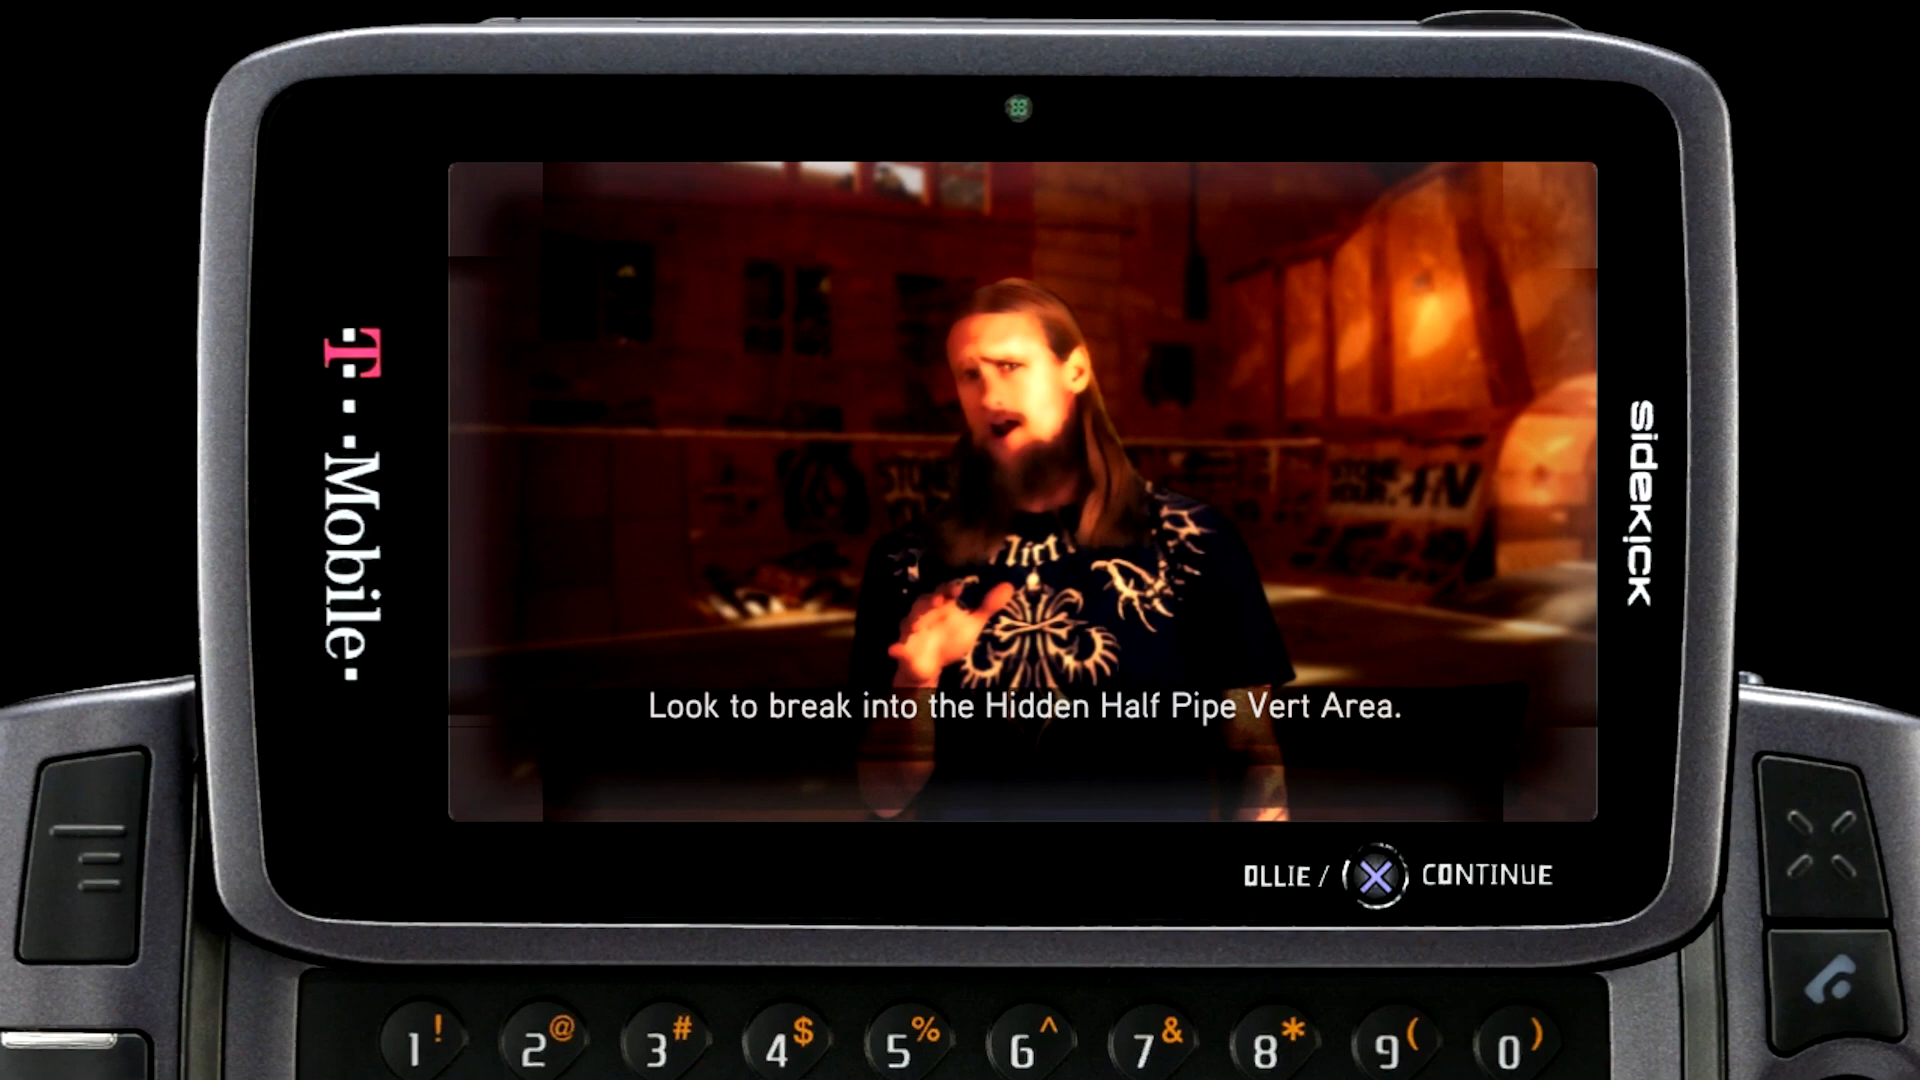 T··Mobile·
sidekick
STONE
Look to break into the Hidden Half Pipe Vert Area.
OLLIE / CONTINUE
1! 2@ 3# 4$ 5% 6^ 7& 8* 9( 0)